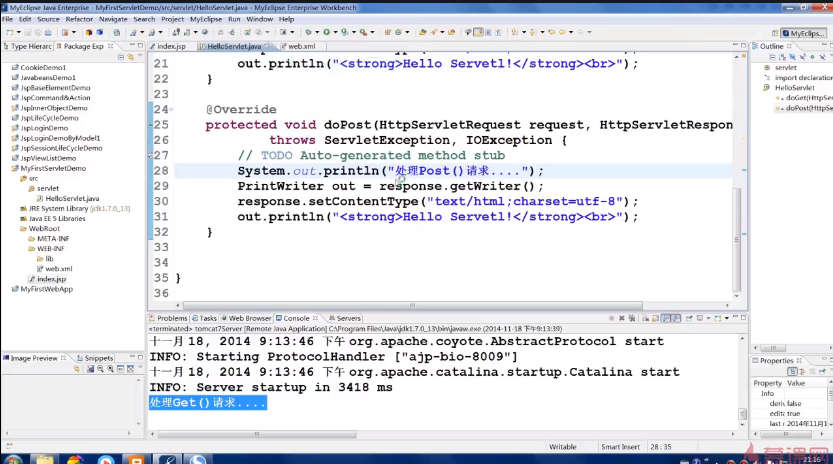 MyEclipse Java Enterprise - MyFirstServletDemo/src/servlet/HelloServlet.java - MyEclipse Enterprise Workbench
File Edit Source Refactor Navigate Search Project MyEclipse Run Window Help
MyEclipse...
Type Hierarc Package Exp
CookieDemo1
JavabeansDemo1
JspBaseElementDemo
JspCommand&Action
JspInnerObjectDemo
JspLifeCycleDemo
JspLoginDemo
JspLoginDemoByModel1
JspSessionLifeCycleDemo
JspViewListDemo
MyFirstServletDemo
src
servlet
HelloServlet.java
JRE System Library [jdk1.7.0_13]
Java EE 5 Libraries
WebRoot
META-INF
WEB-INF
lib
web.xml
index.jsp
MyFirstWebApp
Image Preview Snippets
index.jsp HelloServlet.java web.xml
21 out.println("<strong>Hello Servetl!</strong><br>");
22 }
23
24 @Override
25 protected void doPost(HttpServletRequest request, HttpServletRespon
26 throws ServletException, IOException {
27 // TODO Auto-generated method stub
28 System.out.println("处理Post()请求....");
29 PrintWriter out = response.getWriter();
30 response.setContentType("text/html;charset=utf-8");
31 out.println("<strong>Hello Servetl!</strong><br>");
32 }
33
34
35 }
36
Problems Tasks Web Browser Console Servers
<terminated> tomcat7Server [Remote Java Application] C:\Program Files\Java\jdk1.7.0_13\bin\javaw.exe (2014-11-18 下午9:13:39)
十一月 18, 2014 9:13:46 下午 org.apache.coyote.AbstractProtocol start
INFO: Starting ProtocolHandler ["ajp-bio-8009"]
十一月 18, 2014 9:13:46 下午 org.apache.catalina.startup.Catalina start
INFO: Server startup in 3418 ms
处理Get()请求....
Outline
servlet
import declaration
HelloServlet
doGet(HttpSer
doPost(HttpSe
Properties
Property Value
Info
deri false
edita true
last r 2014年11月1
Writable Smart Insert 28 : 35
慕课网
21:16